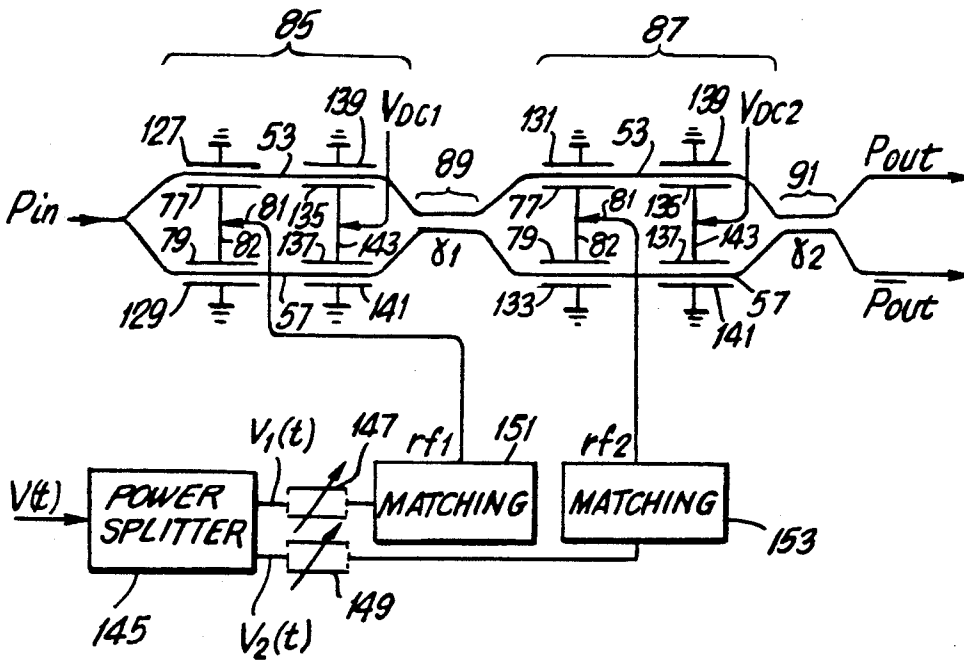 85
87
127
53
139
VDC1
131
53
139
VDC2
89
91
Pout
Pin
77
81
135
77
81
135
79
82
137
143
γ1
79
82
137
143
γ2
129
57
141
133
57
141
P̅out
V(t)
POWER
SPLITTER
V1(t)
147
rf1
151
MATCHING
rf2
MATCHING
153
145
V2(t)
149